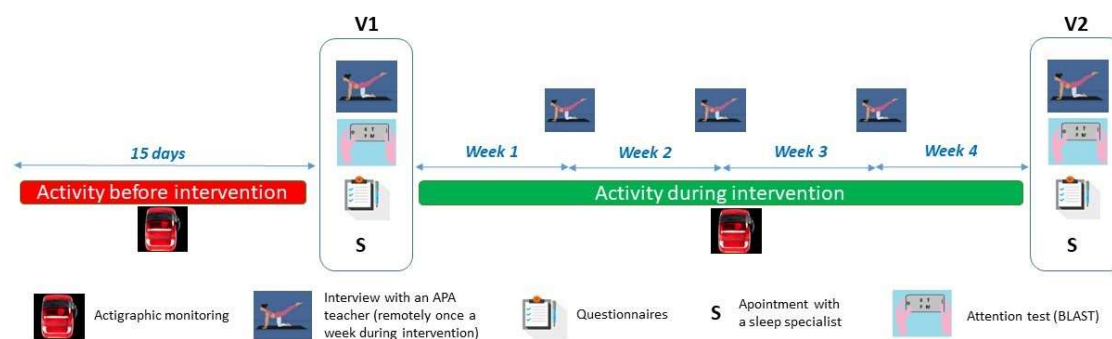 V1
V2
15 days
Week 1
Week 2
Week 3
Week 4
Activity before intervention
Activity during intervention
S
S
Actigraphic monitoring
Interview with an APA
teacher (remotely once a
week during intervention)
Questionnaires
S
Apointment with
a sleep specialist
Attention test (BLAST)